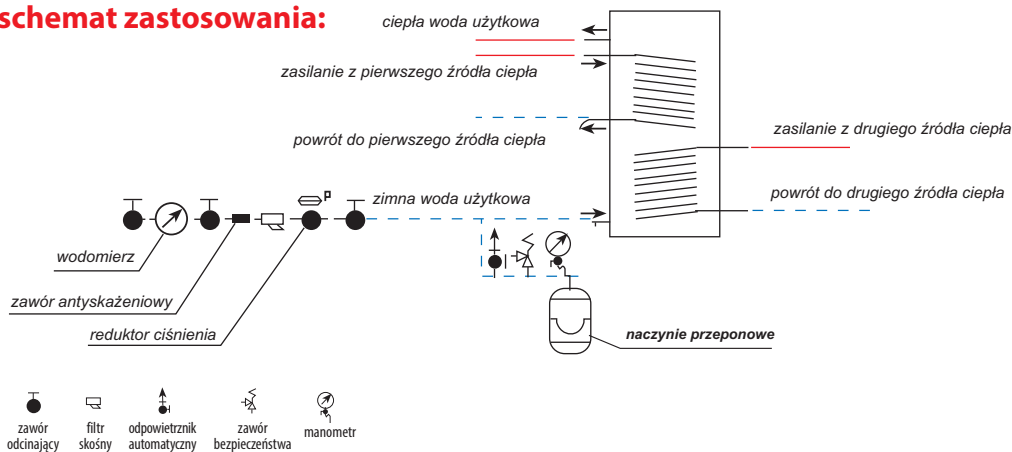 schemat zastosowania:
ciepła woda użytkowa
zasilanie z pierwszego źródła ciepła
powrót do pierwszego źródła ciepła
zasilanie z drugiego źródła ciepła
powrót do drugiego źródła ciepła
P
zimna woda użytkowa
wodomierz
zawór antyskażeniowy
reduktor ciśnienia
naczynie przeponowe
zawór
odcinający
filtr
skośny
odpowietrznik
automatyczny
zawór
bezpieczeństwa
manometr